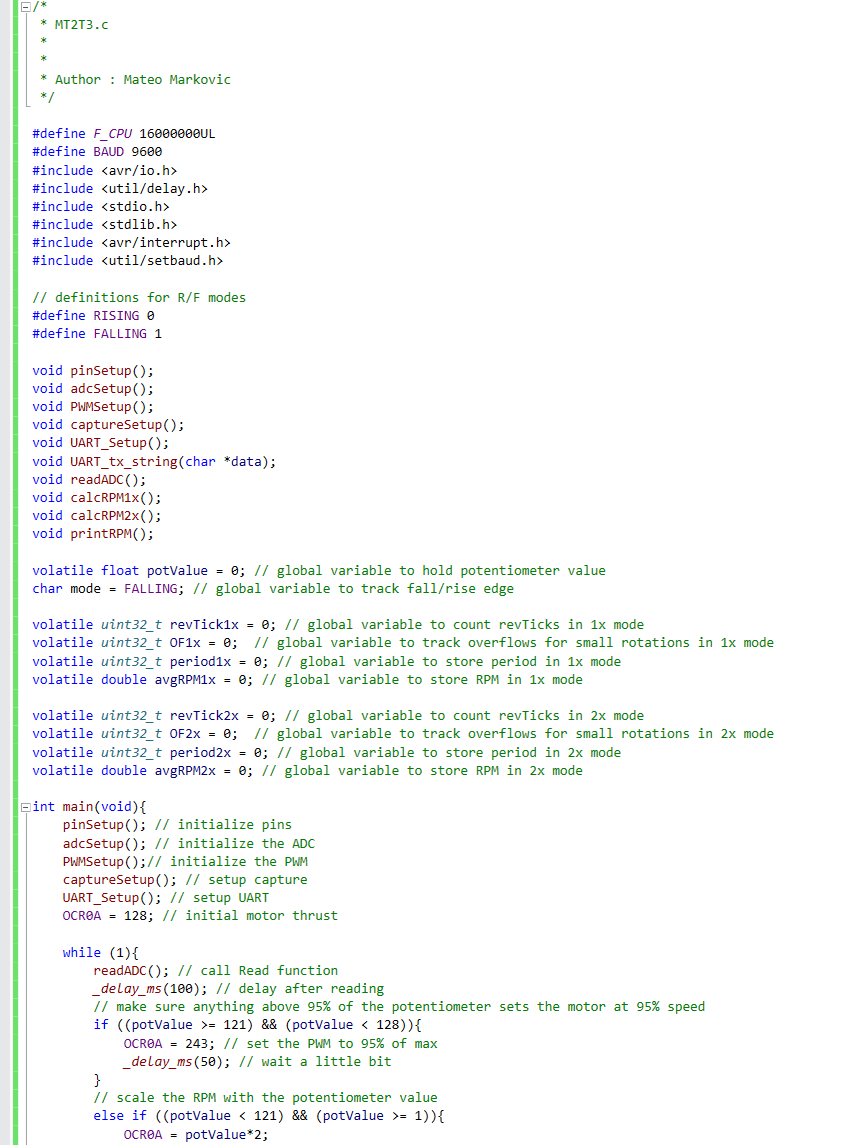 /*
 * MT2T3.c
 *
 *
 * Author : Mateo Markovic
 */

#define F_CPU 16000000UL
#define BAUD 9600
#include <avr/io.h>
#include <util/delay.h>
#include <stdio.h>
#include <stdlib.h>
#include <avr/interrupt.h>
#include <util/setbaud.h>

// definitions for R/F modes
#define RISING 0
#define FALLING 1

void pinSetup();
void adcSetup();
void PWMSetup();
void captureSetup();
void UART_Setup();
void UART_tx_string(char *data);
void readADC();
void calcRPM1x();
void calcRPM2x();
void printRPM();

volatile float potValue = 0; // global variable to hold potentiometer value
char mode = FALLING; // global variable to track fall/rise edge

volatile uint32_t revTick1x = 0; // global variable to count revTicks in 1x mode
volatile uint32_t OF1x = 0;  // global variable to track overflows for small rotations in 1x mode
volatile uint32_t period1x = 0; // global variable to store period in 1x mode
volatile double avgRPM1x = 0; // global variable to store RPM in 1x mode

volatile uint32_t revTick2x = 0; // global variable to count revTicks in 2x mode
volatile uint32_t OF2x = 0;  // global variable to track overflows for small rotations in 2x mode
volatile uint32_t period2x = 0; // global variable to store period in 2x mode
volatile double avgRPM2x = 0; // global variable to store RPM in 2x mode

int main(void){
    pinSetup(); // initialize pins
    adcSetup(); // initialize the ADC
    PWMSetup();// initialize the PWM
    captureSetup(); // setup capture
    UART_Setup(); // setup UART
    OCR0A = 128; // initial motor thrust

    while (1){
        readADC(); // call Read function
        _delay_ms(100); // delay after reading
        // make sure anything above 95% of the potentiometer sets the motor at 95% speed
        if ((potValue >= 121) && (potValue < 128)){
            OCR0A = 243; // set the PWM to 95% of max
            _delay_ms(50); // wait a little bit
        }
        // scale the RPM with the potentiometer value
        else if ((potValue < 121) && (potValue >= 1)){
            OCR0A = potValue*2;